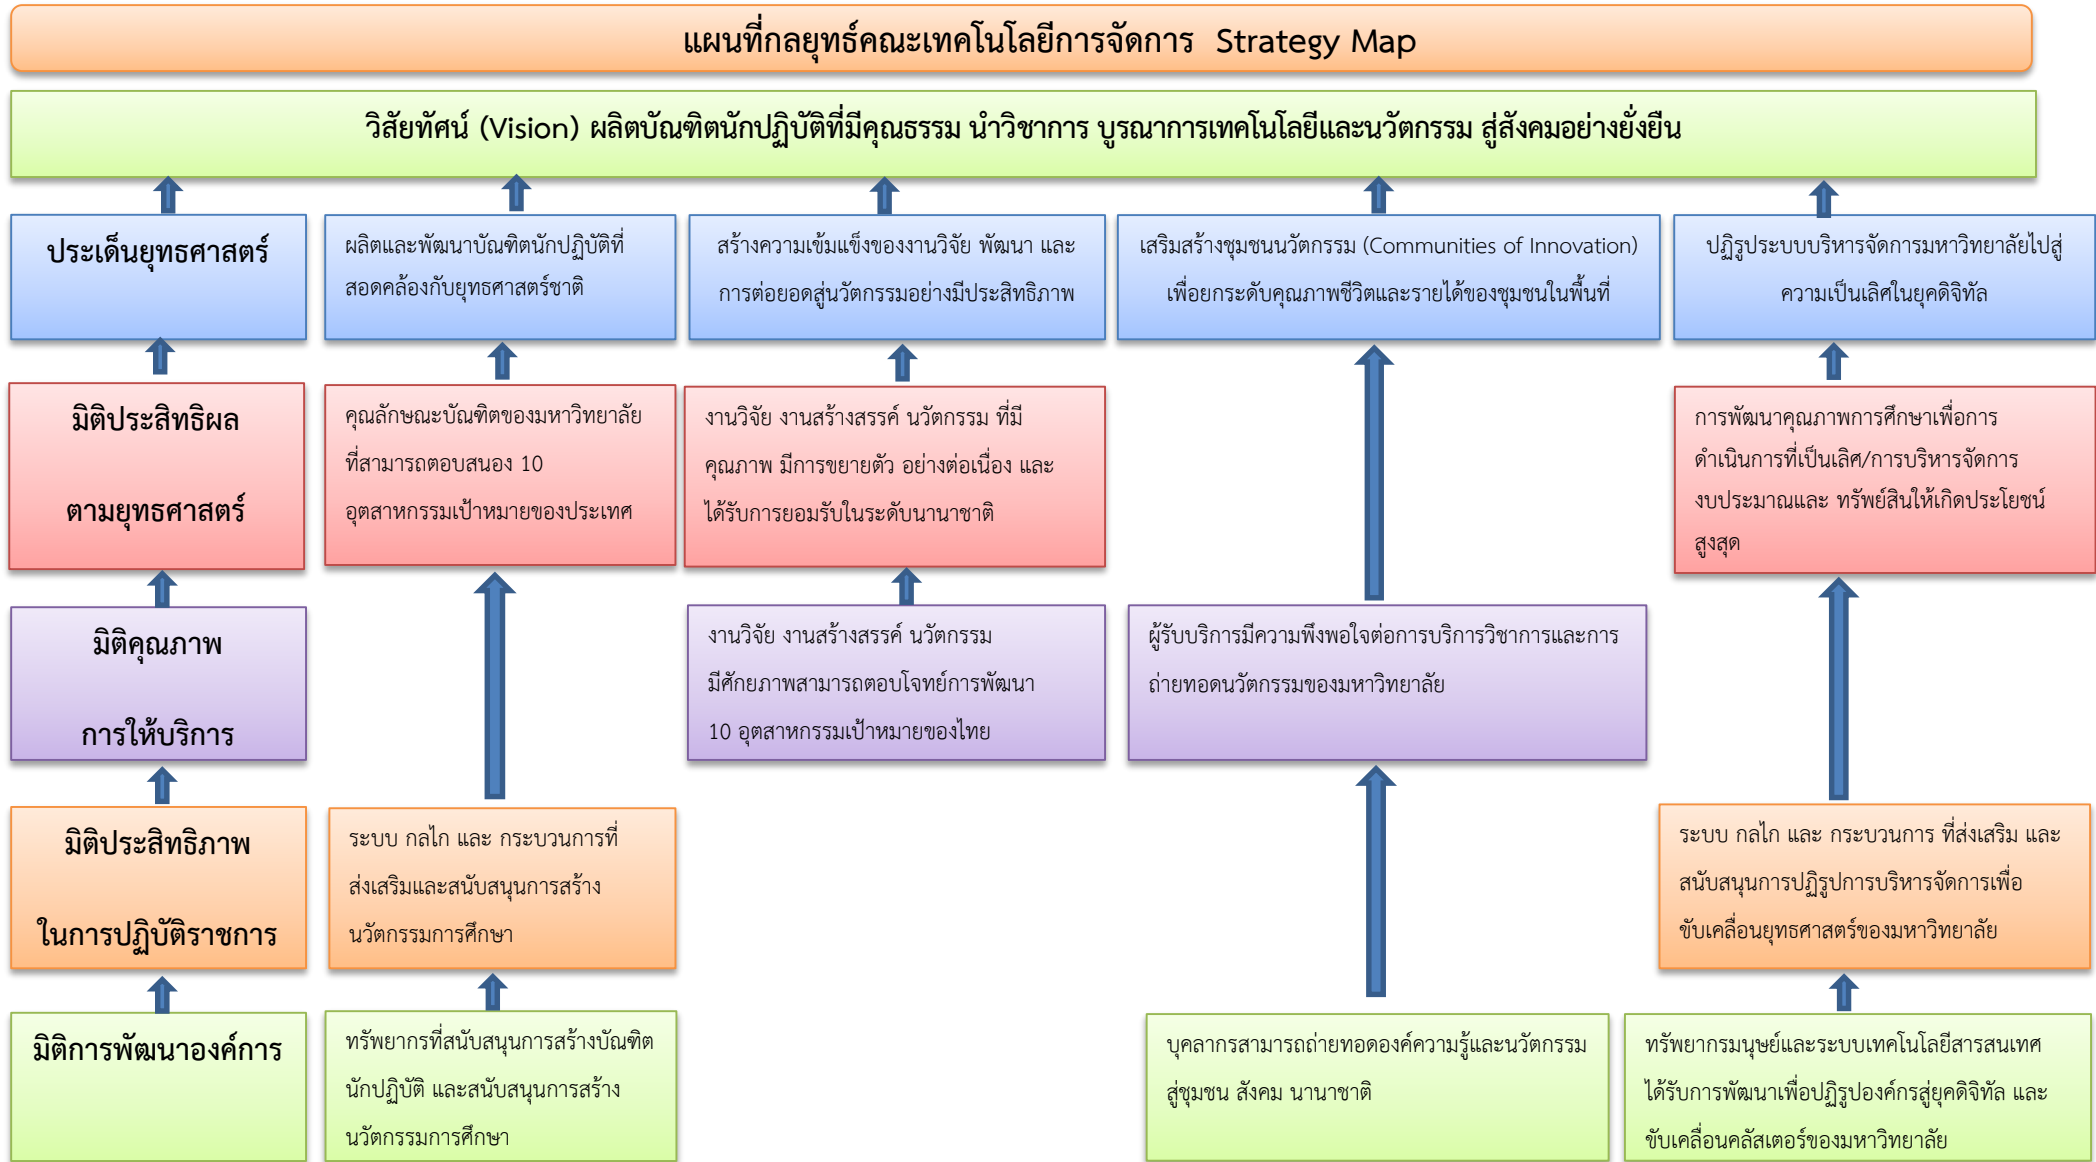 แผนที่กลยุทธ์คณะเทคโนโลยีการจัดการ Strategy Map
วิสัยทัศน์ (Vision) ผลิตบัณฑิตนักปฏิบัติที่มีคุณธรรม นำวิชาการ บูรณาการเทคโนโลยีและนวัตกรรม สู่สังคมอย่างยั่งยืน
ประเด็นยุทธศาสตร์
ผลิตและพัฒนาบัณฑิตนักปฏิบัติที่
สอดคล้องกับยุทธศาสตร์ชาติ
สร้างความเข้มแข็งของงานวิจัย พัฒนา และ
การต่อยอดสู่นวัตกรรมอย่างมีประสิทธิภาพ
เสริมสร้างชุมชนนวัตกรรม (Communities of Innovation)
เพื่อยกระดับคุณภาพชีวิตและรายได้ของชุมชนในพื้นที่
ปฏิรูประบบบริหารจัดการมหาวิทยาลัยไปสู่
ความเป็นเลิศในยุคดิจิทัล
มิติประสิทธิผล
ตามยุทธศาสตร์
คุณลักษณะบัณฑิตของมหาวิทยาลัย
ที่สามารถตอบสนอง 10
อุตสาหกรรมเป้าหมายของประเทศ
งานวิจัย งานสร้างสรรค์ นวัตกรรม ที่มี
คุณภาพ มีการขยายตัว อย่างต่อเนื่อง และ
ได้รับการยอมรับในระดับนานาชาติ
การพัฒนาคุณภาพการศึกษาเพื่อการ
ดำเนินการที่เป็นเลิศ/การบริหารจัดการ
งบประมาณและ ทรัพย์สินให้เกิดประโยชน์
สูงสุด
มิติคุณภาพ
การให้บริการ
งานวิจัย งานสร้างสรรค์ นวัตกรรม
มีศักยภาพสามารถตอบโจทย์การพัฒนา
10 อุตสาหกรรมเป้าหมายของไทย
ผู้รับบริการมีความพึงพอใจต่อการบริการวิชาการและการ
ถ่ายทอดนวัตกรรมของมหาวิทยาลัย
มิติประสิทธิภาพ
ในการปฏิบัติราชการ
ระบบ กลไก และ กระบวนการที่
ส่งเสริมและสนับสนุนการสร้าง
นวัตกรรมการศึกษา
ระบบ กลไก และ กระบวนการ ที่ส่งเสริม และ
สนับสนุนการปฏิรูปการบริหารจัดการเพื่อ
ขับเคลื่อนยุทธศาสตร์ของมหาวิทยาลัย
มิติการพัฒนาองค์การ
ทรัพยากรที่สนับสนุนการสร้างบัณฑิต
นักปฏิบัติ และสนับสนุนการสร้าง
นวัตกรรมการศึกษา
บุคลากรสามารถถ่ายทอดองค์ความรู้และนวัตกรรม
สู่ชุมชน สังคม นานาชาติ
ทรัพยากรมนุษย์และระบบเทคโนโลยีสารสนเทศ
ได้รับการพัฒนาเพื่อปฏิรูปองค์กรสู่ยุคดิจิทัล และ
ขับเคลื่อนคลัสเตอร์ของมหาวิทยาลัย